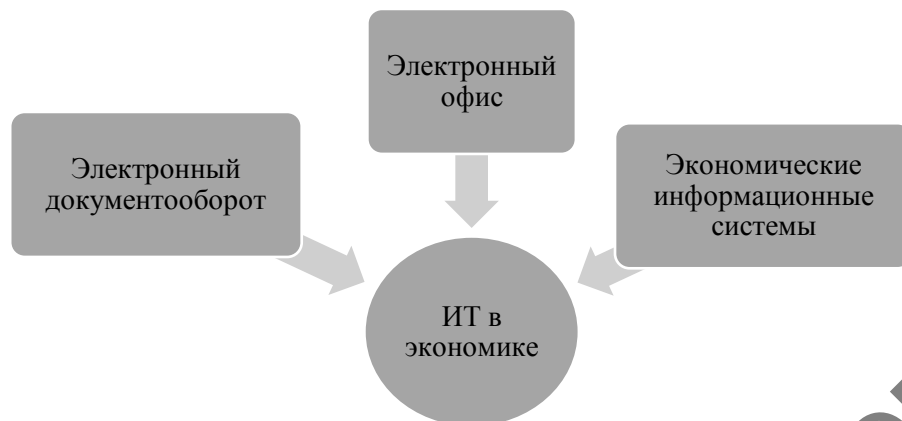 Электронный
офис
Электронный
документооборот
Экономические
информационные
системы
ИТ в
экономике